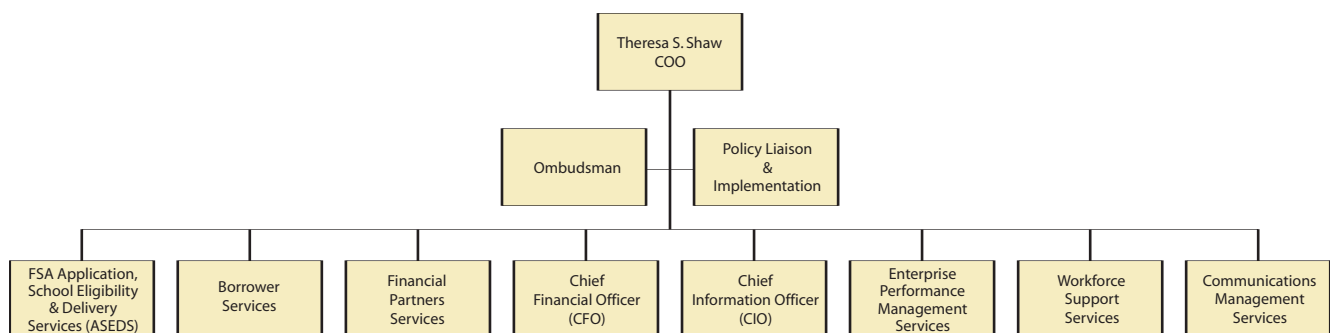 Theresa S. Shaw
COO
Ombudsman
Policy Liaison
&
Implementation
FSA Application,
School Eligibility
& Delivery
Services (ASEDS)
Borrower
Services
Financial
Partners
Services
Chief
Financial Officer
(CFO)
Chief
Information Officer
(CIO)
Enterprise
Performance
Management
Services
Workforce
Support
Services
Communications
Management
Services